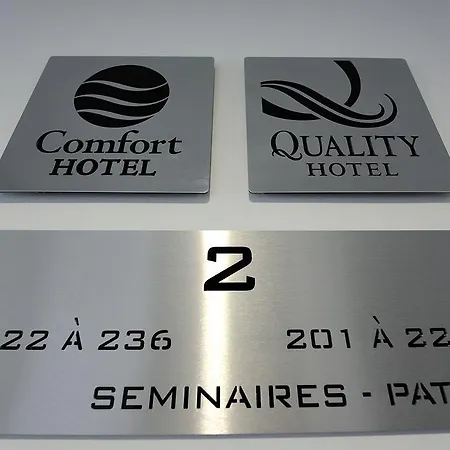 Comfort
HOTEL
QUALITY
HOTEL
2
22 À 236
201 À 22
SEMINAIRES - PAT